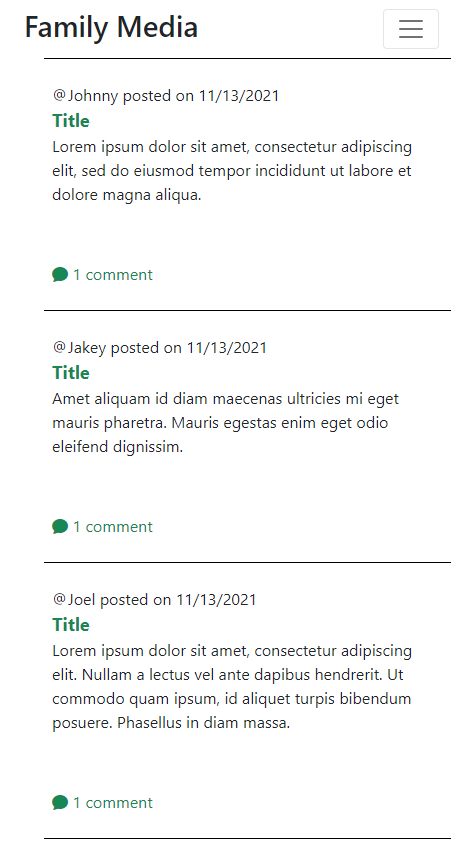 Family Media
@Johnny posted on 11/13/2021
Title
Lorem ipsum dolor sit amet, consectetur adipiscing
elit, sed do eiusmod tempor incididunt ut labore et
dolore magna aliqua.
1 comment
@Jakey posted on 11/13/2021
Title
Amet aliquam id diam maecenas ultricies mi eget
mauris pharetra. Mauris egestas enim eget odio
eleifend dignissim.
1 comment
@Joel posted on 11/13/2021
Title
Lorem ipsum dolor sit amet, consectetur adipiscing
elit. Nullam a lectus vel ante dapibus hendrerit. Ut
commodo quam ipsum, id aliquet turpis bibendum
posuere. Phasellus in diam massa.
1 comment